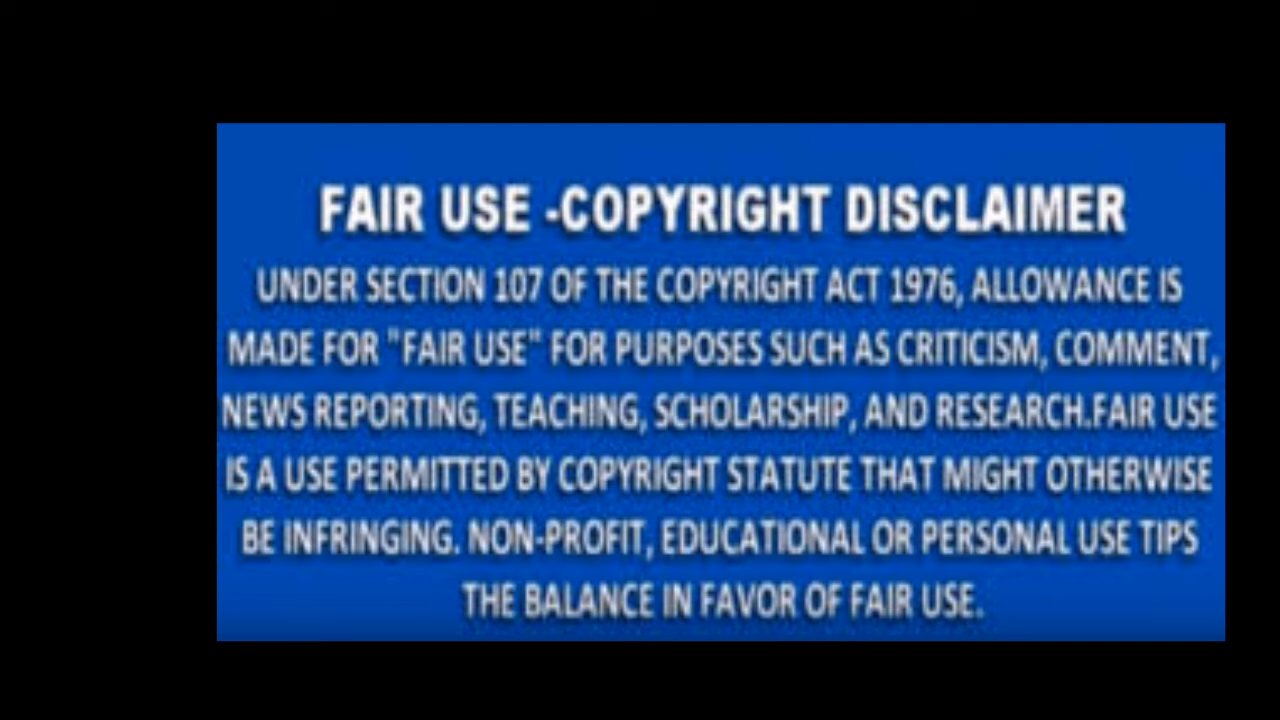 FAIR USE -COPYRIGHT DISCLAIMER
UNDER SECTION 107 OF THE COPYRIGHT ACT 1976, ALLOWANCE IS
MADE FOR "FAIR USE" FOR PURPOSES SUCH AS CRITICISM, COMMENT,
NEWS REPORTING, TEACHING, SCHOLARSHIP, AND RESEARCH.FAIR USE
IS A USE PERMITTED BY COPYRIGHT STATUTE THAT MIGHT OTHERWISE
BE INFRINGING. NON-PROFIT, EDUCATIONAL OR PERSONAL USE TIPS
THE BALANCE IN FAVOR OF FAIR USE.